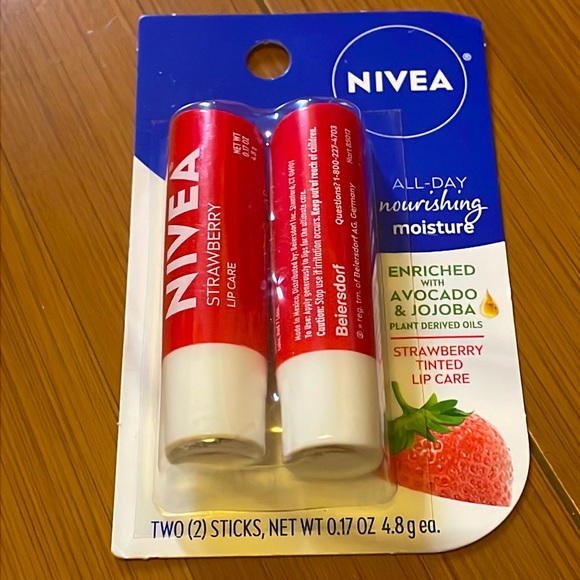 NIVEA
®
ALL-DAY
nourishing
moisture
ENRICHED
WITH
AVOCADO
& JOJOBA
PLANT DERIVED OILS
STRAWBERRY
TINTED
LIP CARE
NIVEA
STRAWBERRY
LIP CARE
NET WT
0.17 OZ
4.8 g
Made in Mexico, Distributed by: Beiersdorf Inc. Stamford, CT 06901
To Use: Apply generously to lips for the ultimate care.
Caution: Stop use if irritation occurs. Keep out of reach of children.
Questions? 1-800-227-4703
Beiersdorf
® = reg. tm. of Beiersdorf AG, Germany
TWO (2) STICKS, NET WT 0.17 OZ 4.8 g ea.